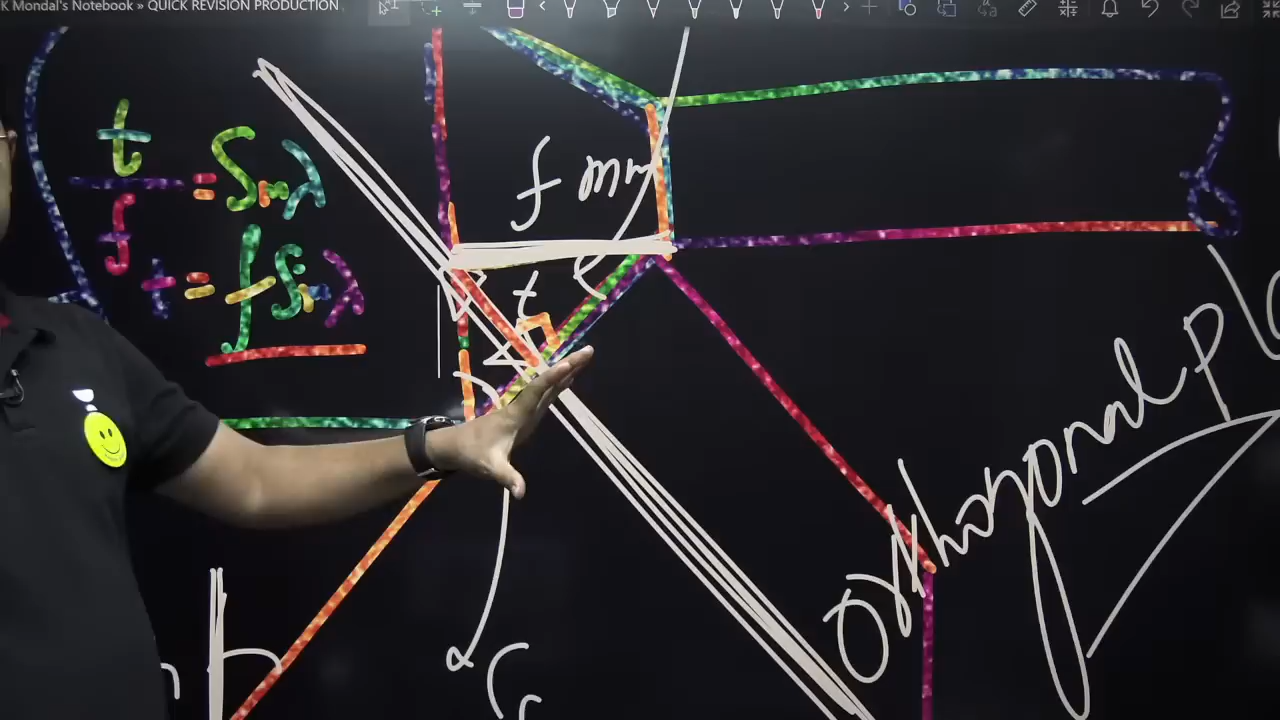 K Mondal's Notebook » QUICK REVISION PRODUCTION
t/f = Sin λ
t = f Sin λ
f mm
t
α
Orthogonal Pl